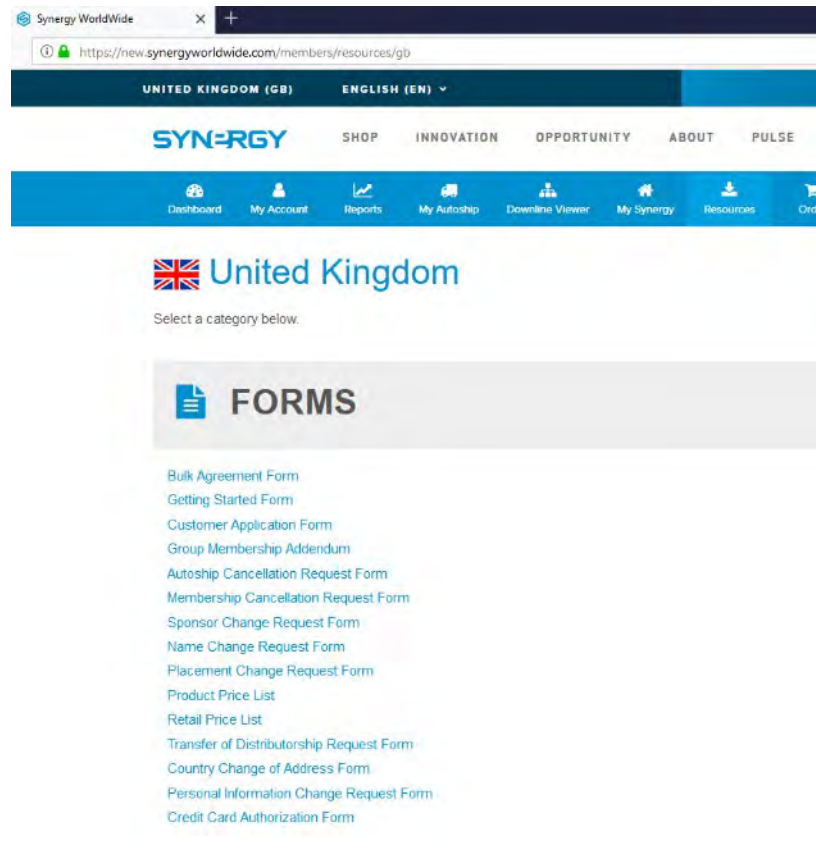 Synergy WorldWide
https://new.synergyworldwide.com/members/resources/gb
UNITED KINGDOM (GB) ENGLISH (EN)
SYNERGY SHOP INNOVATION OPPORTUNITY ABOUT PULSE
Dashboard My Account Reports My Autoship Downline Viewer My Synergy Resources Ord
United Kingdom
Select a category below.
FORMS
Bulk Agreement Form
Getting Started Form
Customer Application Form
Group Membership Addendum
Autoship Cancellation Request Form
Membership Cancellation Request Form
Sponsor Change Request Form
Name Change Request Form
Placement Change Request Form
Product Price List
Retail Price List
Transfer of Distributorship Request Form
Country Change of Address Form
Personal Information Change Request Form
Credit Card Authorization Form